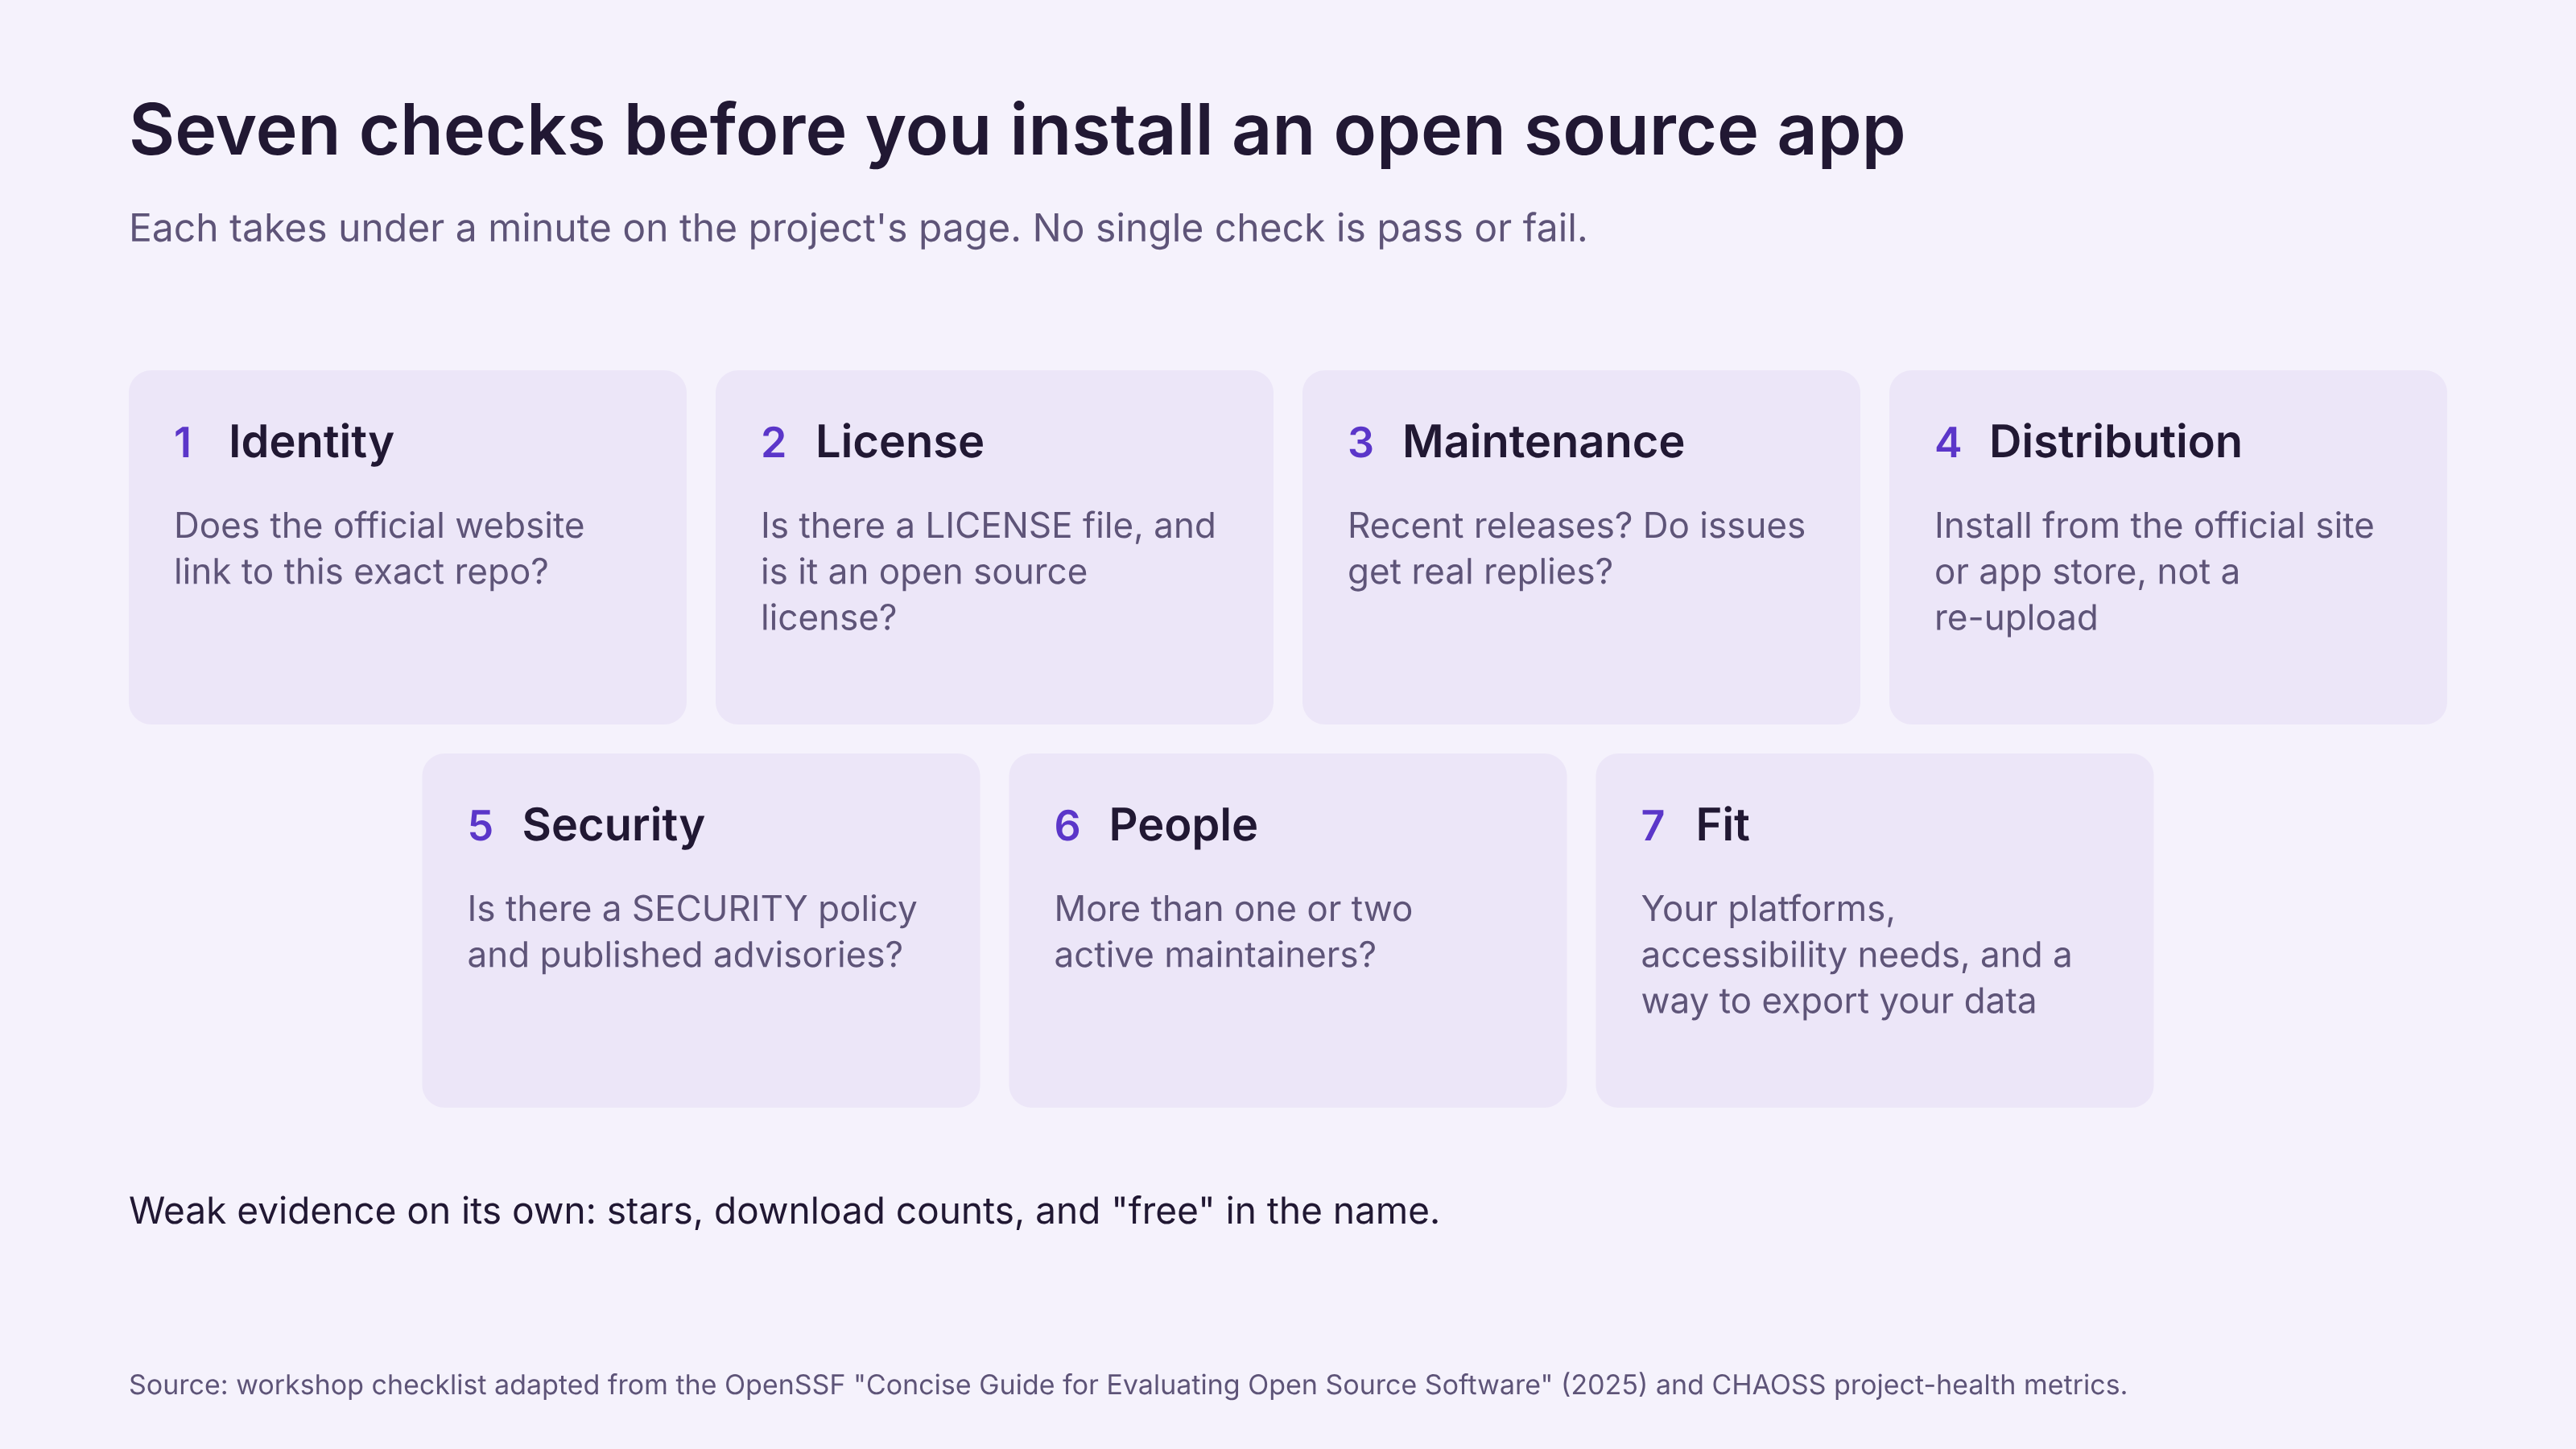 Seven checks before you install an open source app
Each takes under a minute on the project's page. No single check is pass or fail.
1 Identity
Does the official website
link to this exact repo?
2 License
Is there a LICENSE file, and
is it an open source
license?
3 Maintenance
Recent releases? Do issues
get real replies?
4 Distribution
Install from the official site
or app store, not a
re-upload
5 Security
Is there a SECURITY policy
and published advisories?
6 People
More than one or two
active maintainers?
7 Fit
Your platforms,
accessibility needs, and a
way to export your data
Weak evidence on its own: stars, download counts, and "free" in the name.
Source: workshop checklist adapted from the OpenSSF "Concise Guide for Evaluating Open Source Software" (2025) and CHAOSS project-health metrics.